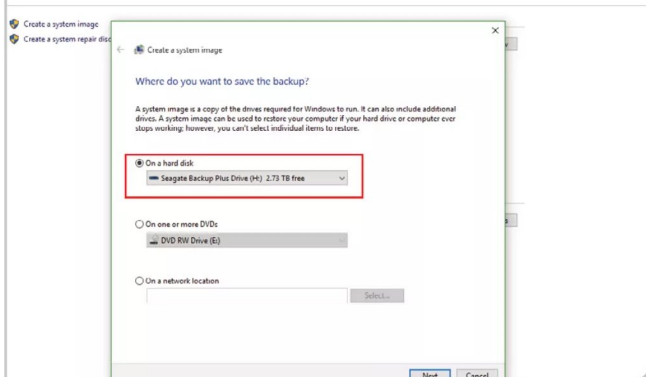 Create a system image
Create a system repair disc
Create a system image
Where do you want to save the backup?
A system image is a copy of the drives required for Windows to run. It can also include additional
drives. A system image can be used to restore your computer if your hard drive or computer ever
stops working; however, you can't select individual items to restore.
On a hard disk
Seagate Backup Plus Drive (H:) 2.73 TB free
On one or more DVDs
DVD RW Drive (E:)
On a network location
Select...
Next Cancel